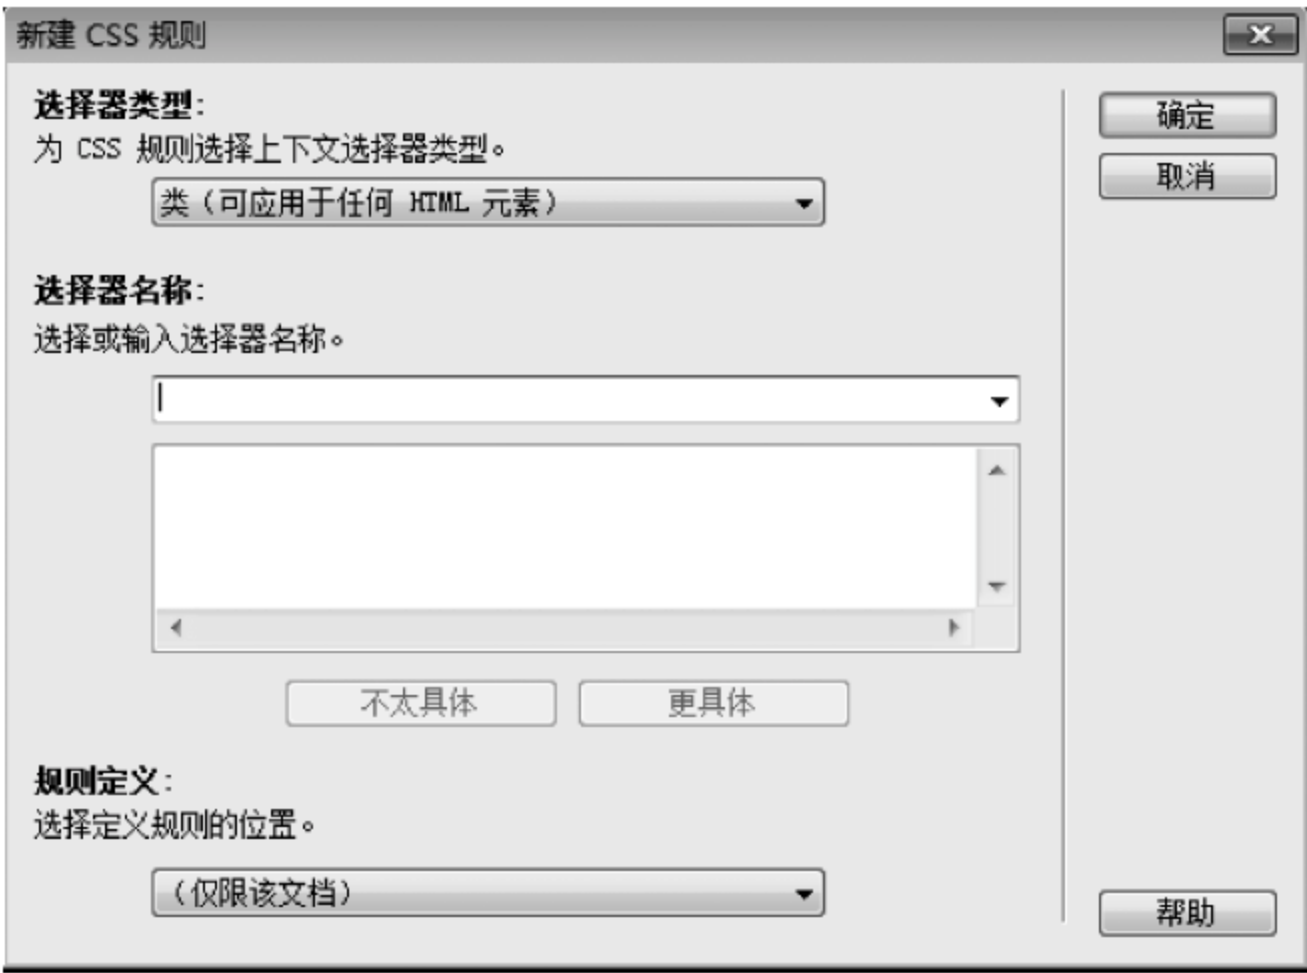 新建 CSS 规则
选择器类型:
为 CSS 规则选择上下文选择器类型。
类（可应用于任何 HTML 元素）
选择器名称:
选择或输入选择器名称。
不太具体
更具体
规则定义:
选择定义规则的位置。
（仅限该文档）
确定
取消
帮助